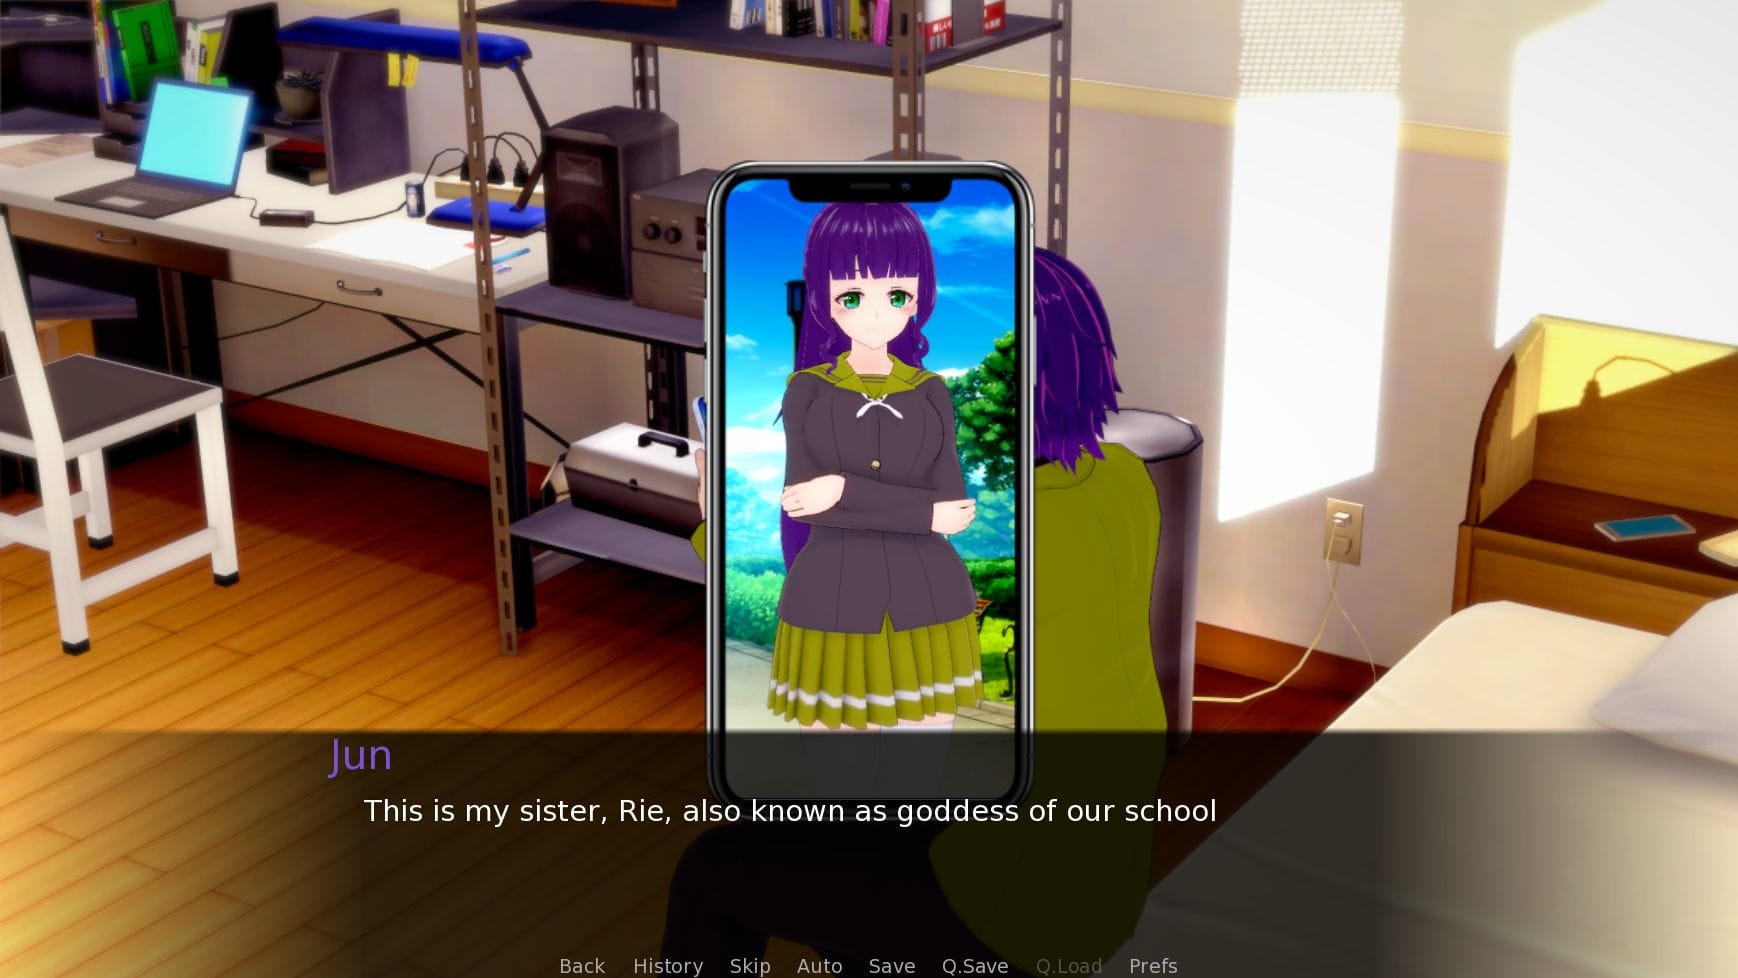 Jun
This is my sister, Rie, also known as goddess of our school
Back History Skip Auto Save Q.Save Q.Load Prefs